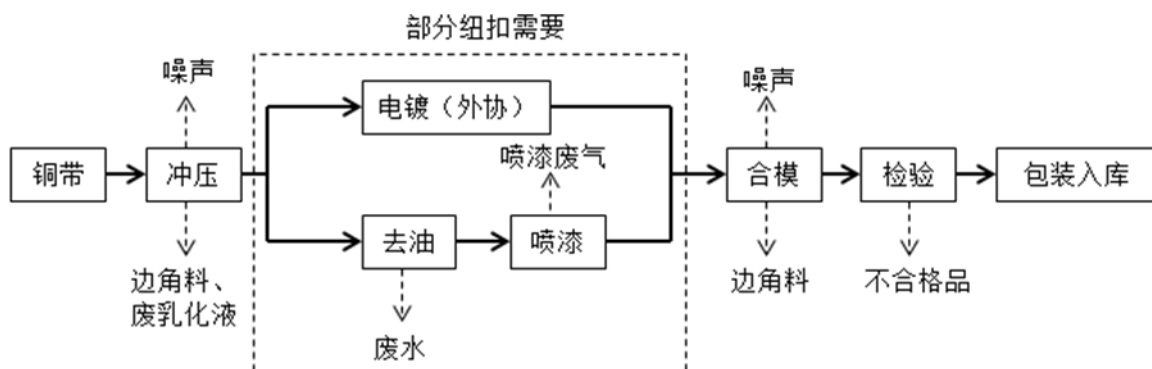 部分纽扣需要
噪声
噪声
电镀（外协）
喷漆废气
铜带
冲压
合模
检验
包装入库
去油
喷漆
边角料、
废乳化液
边角料
不合格品
废水